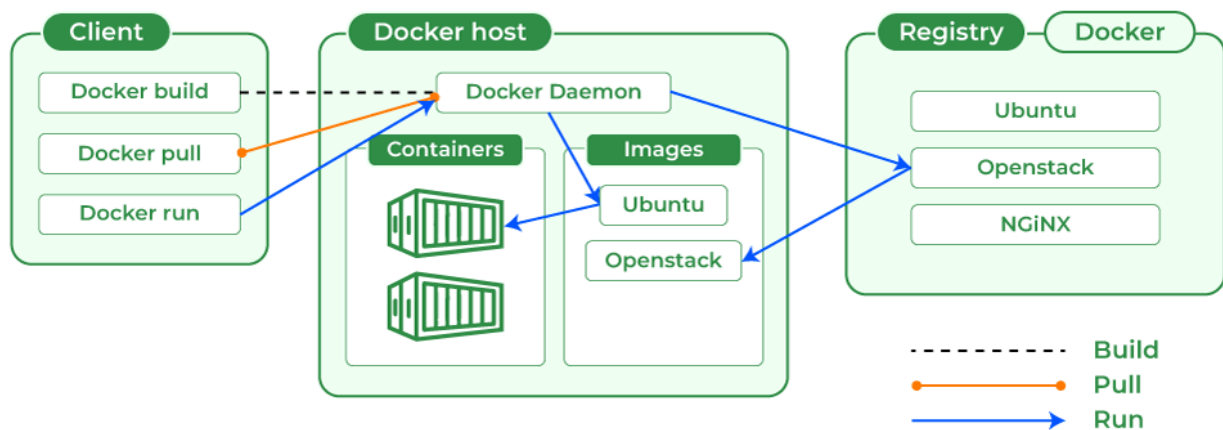 Client
Docker build
Docker pull
Docker run
Docker host
Docker Daemon
Containers
Images
Ubuntu
Openstack
Registry
Docker
Ubuntu
Openstack
NGiNX
Build
Pull
Run